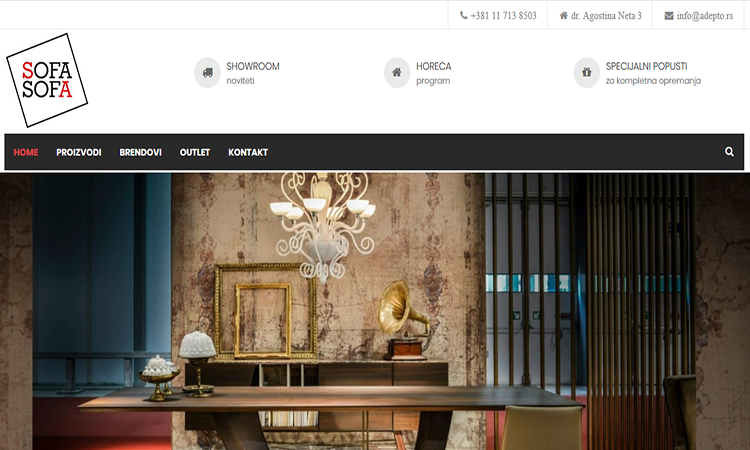 +381 11 713 8503
dr. Agostina Neta 3
info@adepto.rs
SOFA
SOFA
SHOWROOM
noviteti
HORECA
program
SPECIJALNI POPUSTI
za kompletna opremanja
HOME
PROIZVODI
BRENDOVI
OUTLET
KONTAKT